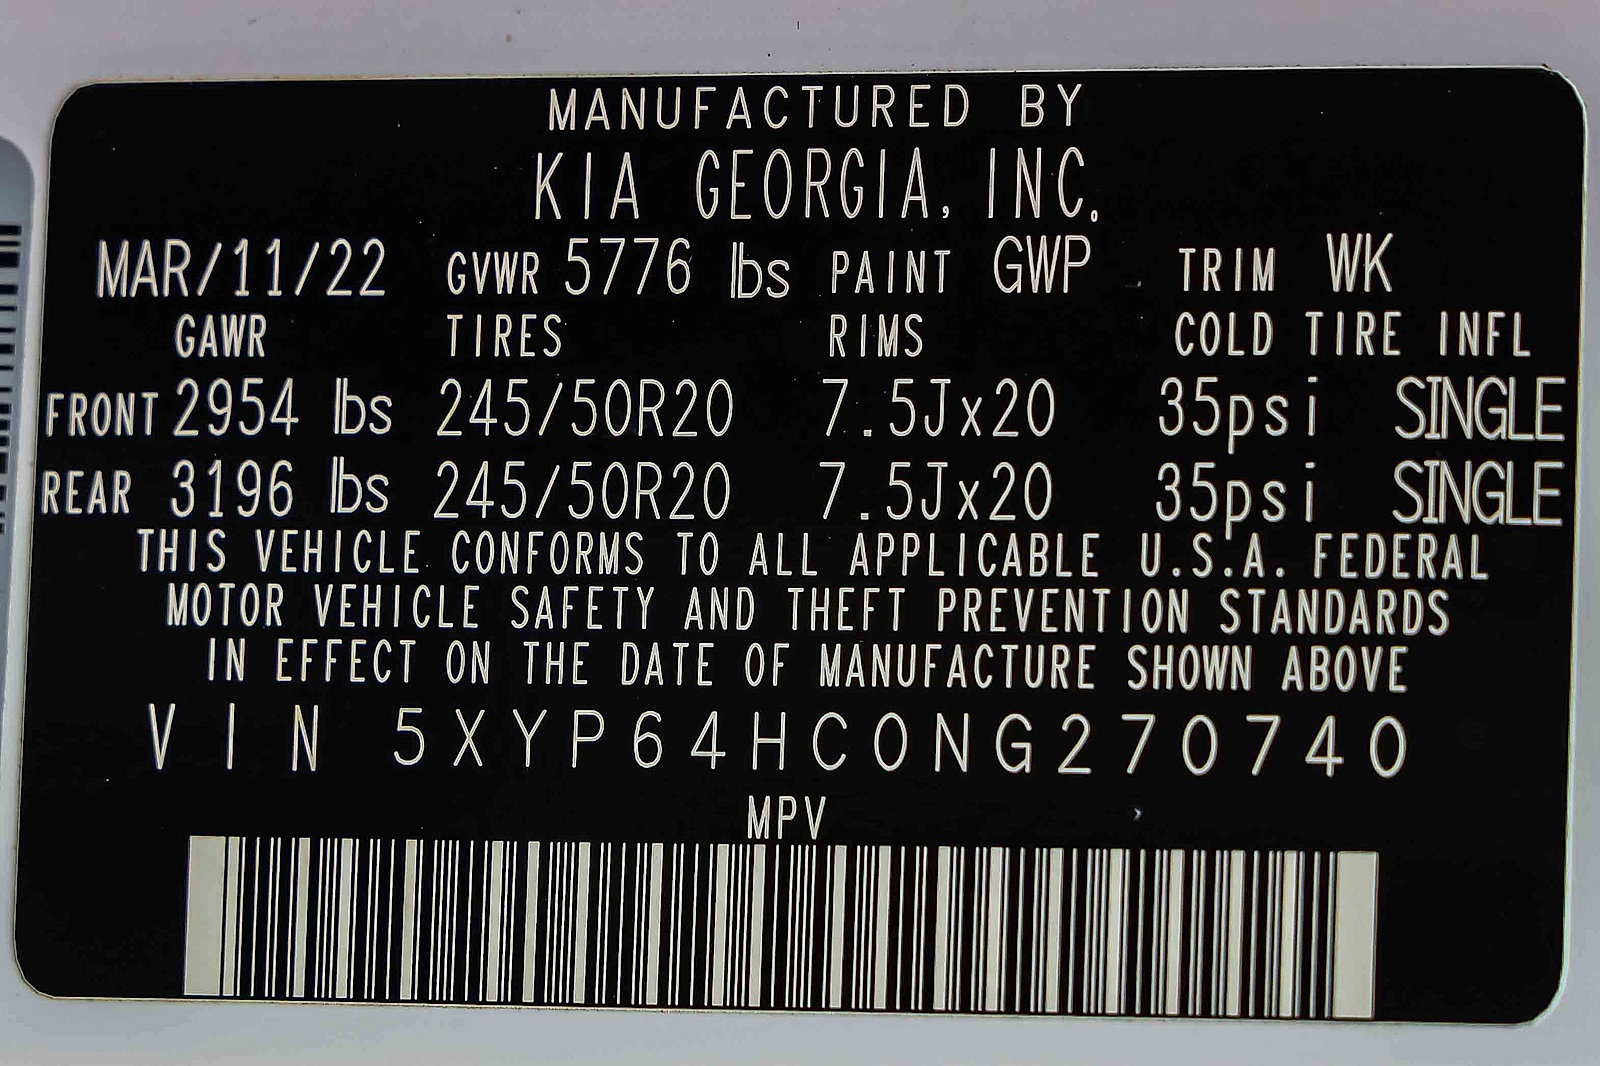 MANUFACTURED BY
KIA GEORGIA, INC.
MAR/11/22 GVWR 5776 lbs PAINT GWP TRIM WK
GAWR TIRES RIMS COLD TIRE INFL
FRONT 2954 lbs 245/50R20 7.5Jx20 35psi SINGLE
REAR 3196 lbs 245/50R20 7.5Jx20 35psi SINGLE
THIS VEHICLE CONFORMS TO ALL APPLICABLE U.S.A. FEDERAL
MOTOR VEHICLE SAFETY AND THEFT PREVENTION STANDARDS
IN EFFECT ON THE DATE OF MANUFACTURE SHOWN ABOVE
VIN 5XYP64HC0NG270740
MPV